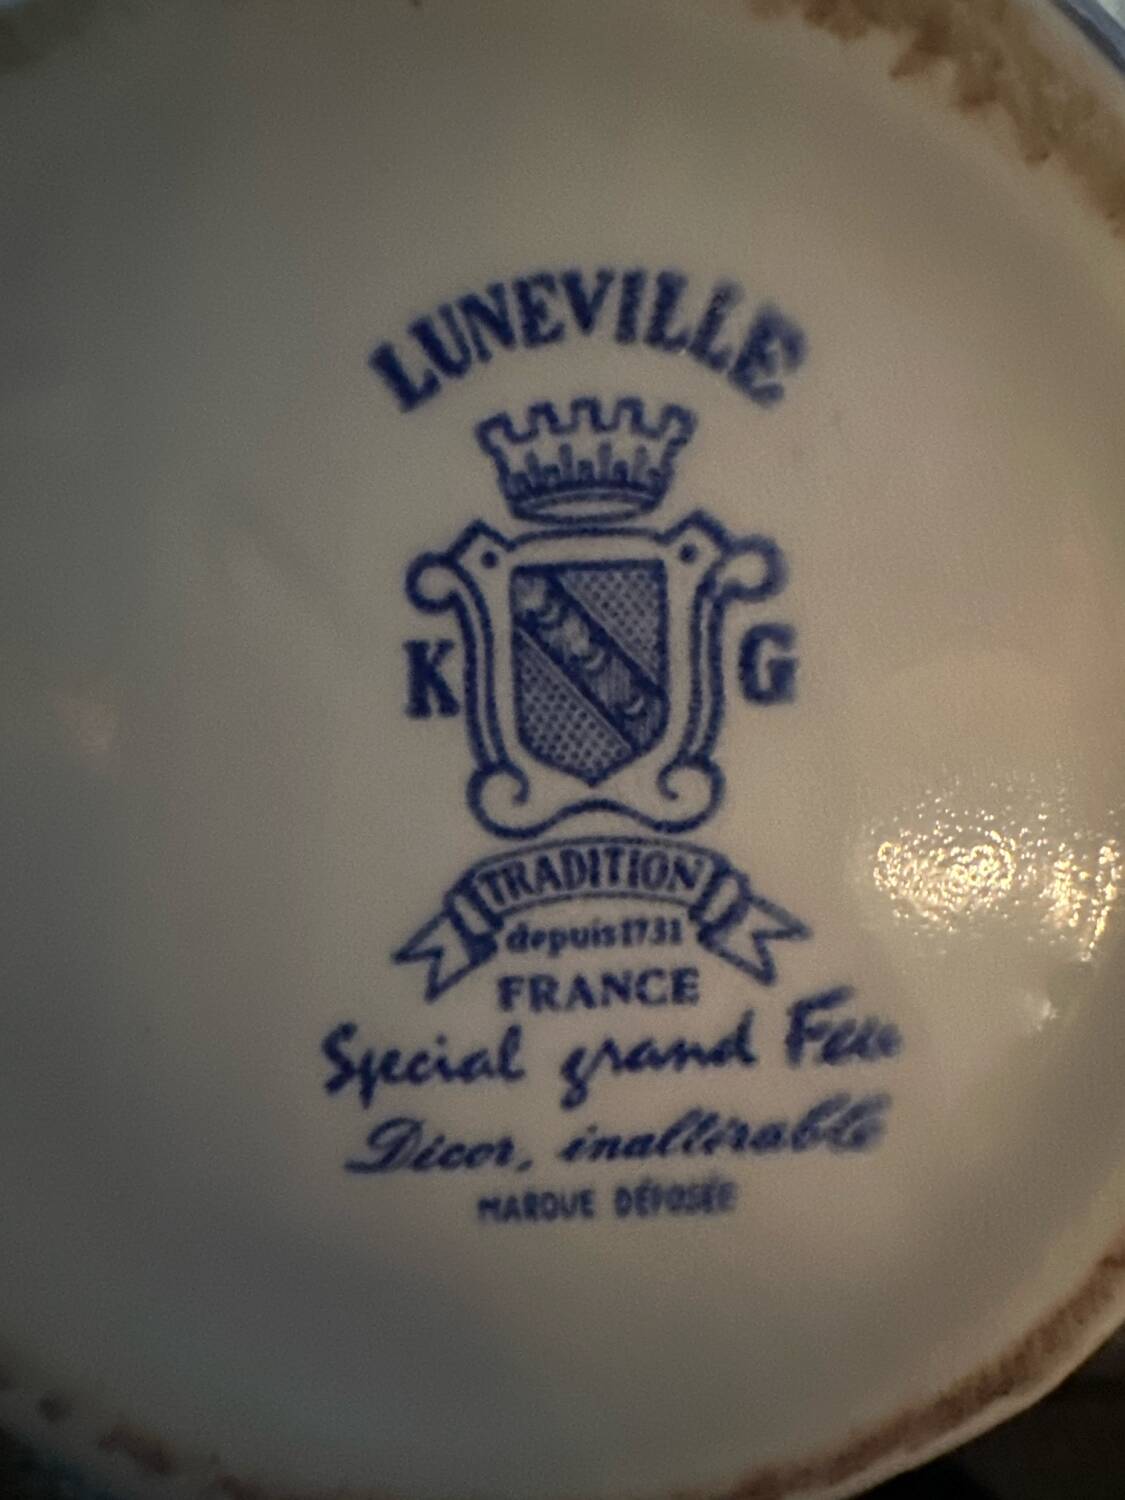 LUNEVILLE
K G
TRADITION
depuis 1731
FRANCE
Special grand Feu
Décor, inaltérable
MARQUE DÉPOSÉE